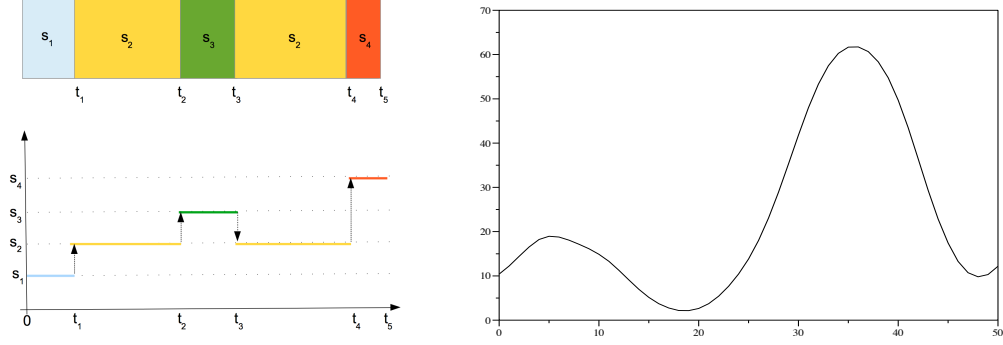 S₁ S₂ S₃ S₂ S₄
t₁ t₂ t₃ t₄ t₅
S₄
S₃
S₂
S₁
0 t₁ t₂ t₃ t₄ t₅
70
60
50
40
30
20
10
0
0 10 20 30 40 50